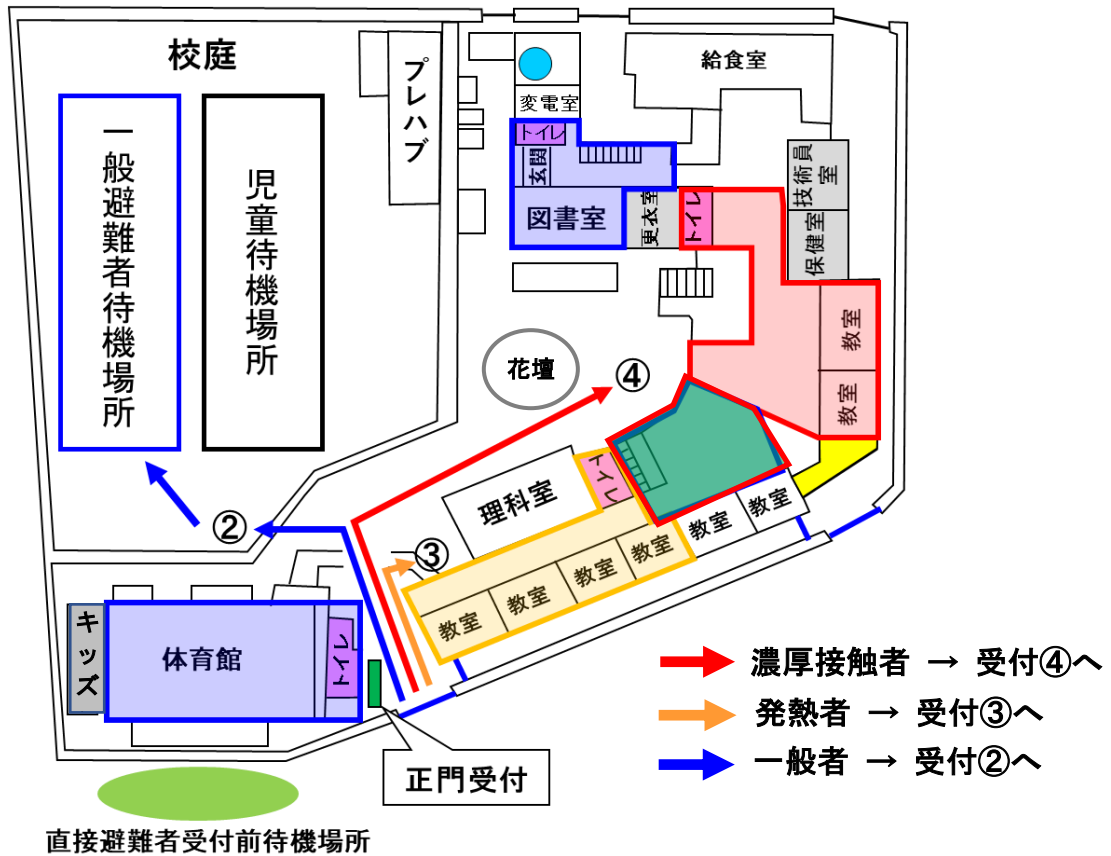 校庭
一般避難者待機場所
児童待機場所
プレハブ
変電室
トイレ
玄関
図書室
更衣室
トイレ
給食室
技術員室
保健室
教室
教室
花壇
④
理科室
トイレ
教室
教室
教室
教室
教室
教室
②
③
キッズ
体育館
トイレ
正門受付
直接避難者受付前待機場所
濃厚接触者 → 受付④へ
発熱者 → 受付③へ
一般者 → 受付②へ